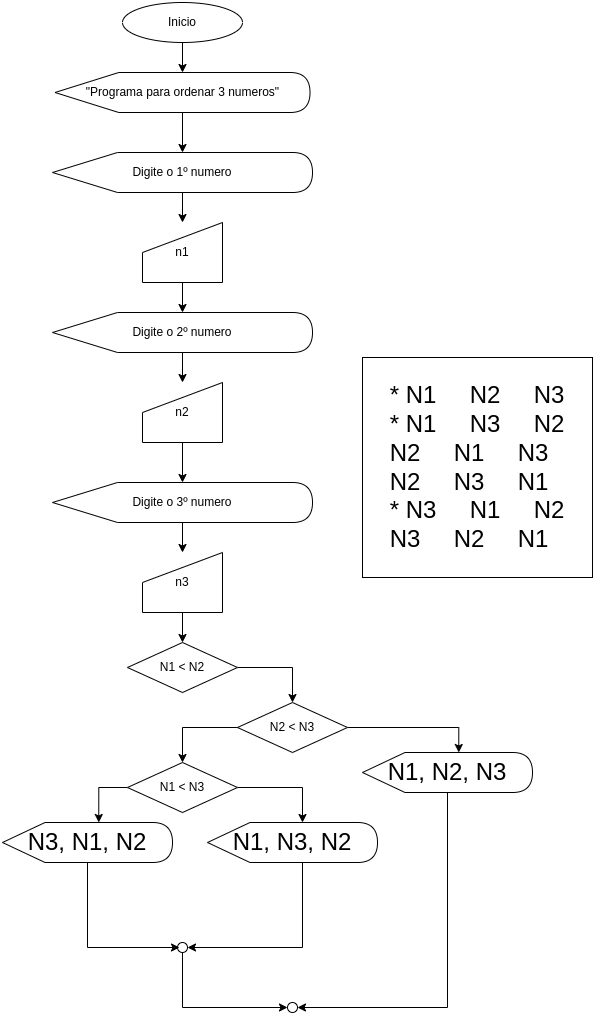 Inicio
"Programa para ordenar 3 numeros"
Digite o 1º numero
n1
Digite o 2º numero
n2
Digite o 3º numero
n3
* N1 N2 N3
* N1 N3 N2
N2 N1 N3
N2 N3 N1
* N3 N1 N2
N3 N2 N1
N1 < N2
N2 < N3
N1 < N3
N1, N2, N3
N3, N1, N2
N1, N3, N2